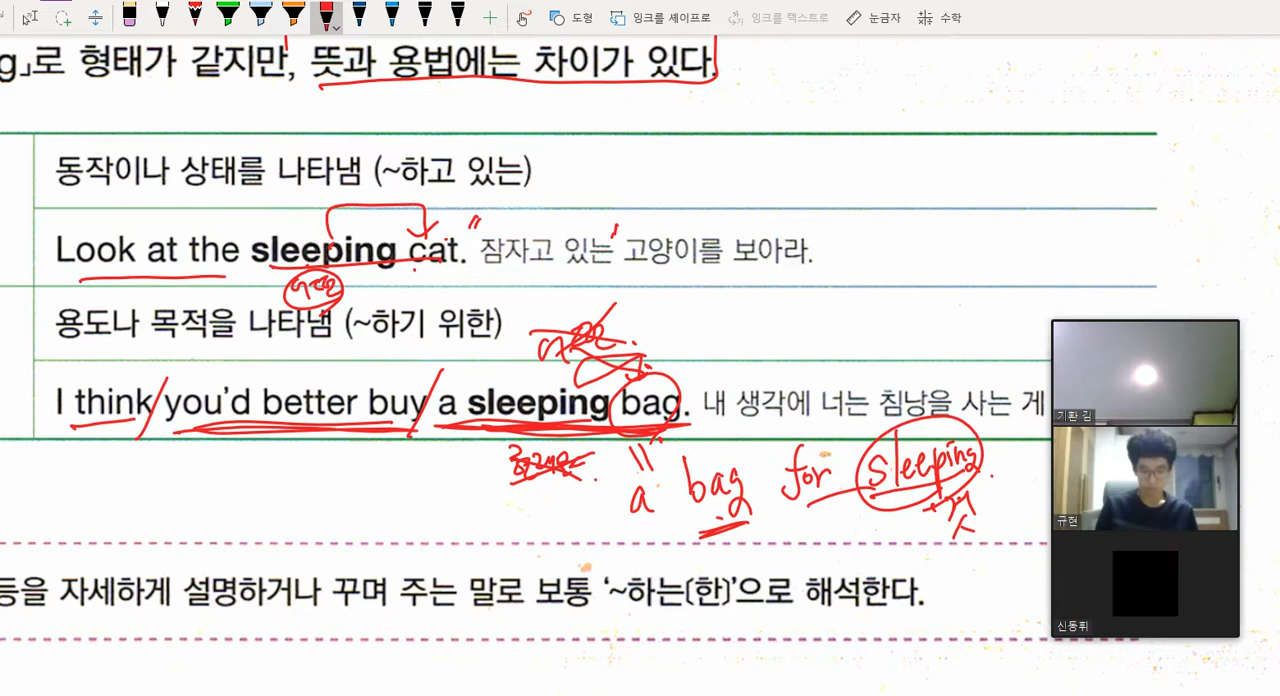 도형 잉크를 셰이프로 잉크를 텍스트로 눈금자 수학
g」로 형태가 같지만, 뜻과 용법에는 차이가 있다.
동작이나 상태를 나타냄 (~하고 있는)
Look at the sleeping cat. 잠자고 있는 고양이를 보아라.
용도나 목적을 나타냄 (~하기 위한)
I think you'd better buy a sleeping bag. 내 생각에 너는 침낭을 사는 게
a bag for sleeping.
등을 자세하게 설명하거나 꾸며 주는 말로 보통 '~하는[한]'으로 해석한다.
기환 김
규현
신동휘